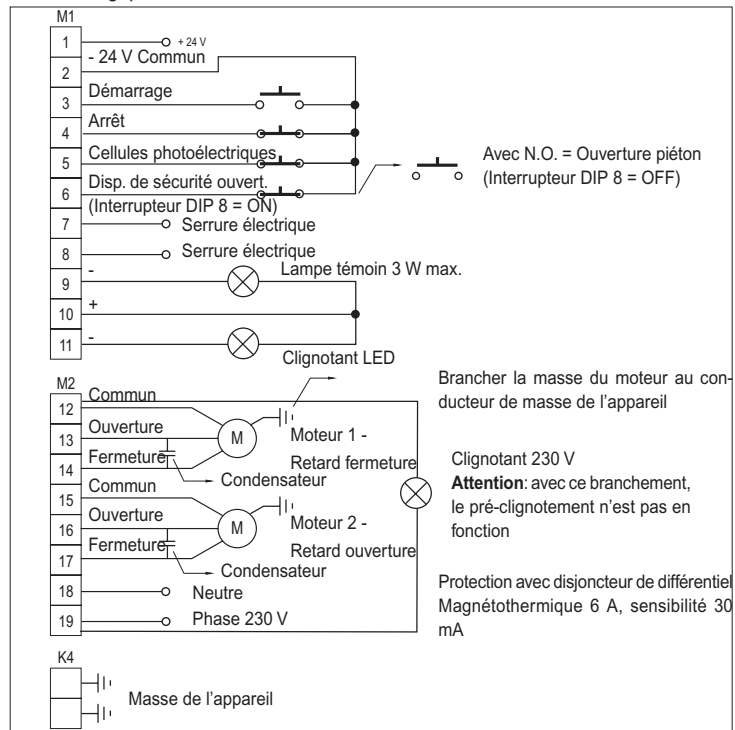 M1
1
+ 24 V
- 24 V Commun
2
Démarrage
3
Arrêt
4
Cellules photoélectriques
5
Avec N.O. = Ouverture piéton
(Interrupteur DIP 8 = OFF)
Disp. de sécurité ouvert.
6
(Interrupteur DIP 8 = ON)
7
Serrure électrique
8
Serrure électrique
-
9
Lampe témoin 3 W max.
10
+
11
-
Clignotant LED
M2
Commun
12
Ouverture
13
M
Moteur 1 -
Retard fermeture
Fermeture
14
Condensateur
Commun
15
Ouverture
16
M
Moteur 2 -
Retard ouverture
Fermeture
17
Condensateur
18
Neutre
19
Phase 230 V
Brancher la masse du moteur au con-
ducteur de masse de l’appareil
Clignotant 230 V
Attention: avec ce branchement,
le pré-clignotement n’est pas en
fonction
Protection avec disjoncteur de différentiel
Magnétothermique 6 A, sensibilité 30
mA
K4
Masse de l’appareil